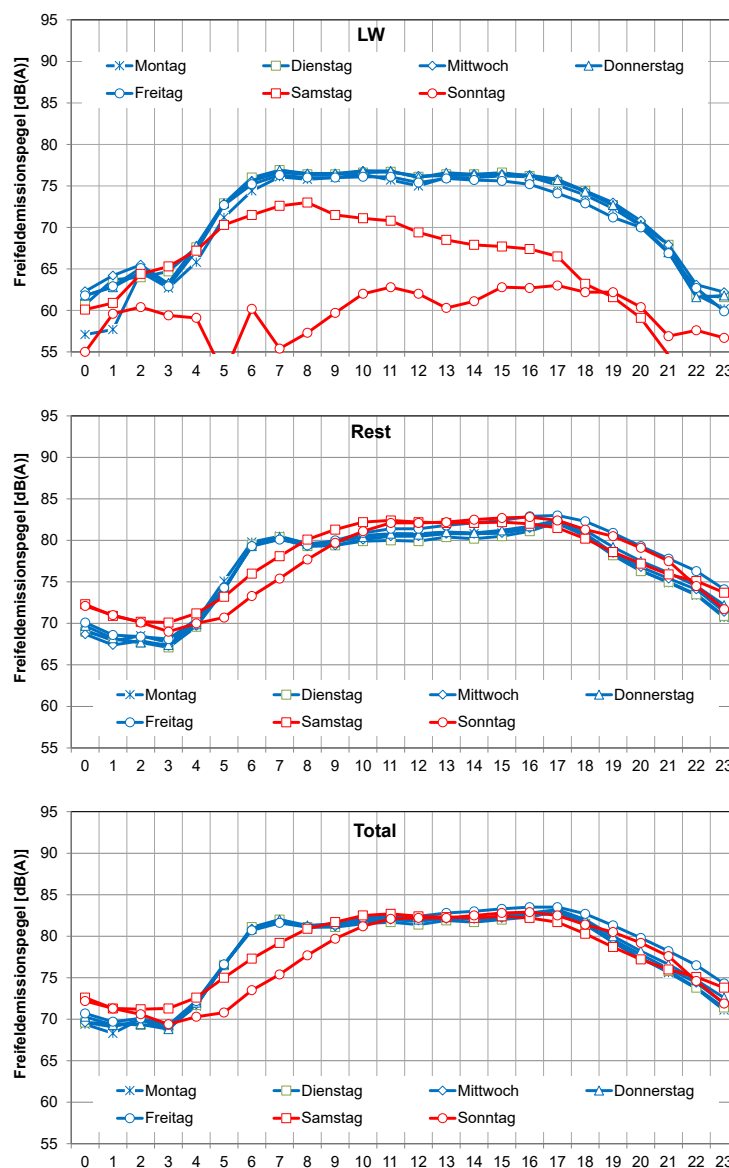 LW
Freifeldemissionspegel [dB(A)]
95
90
85
80
75
70
65
60
55
Montag Dienstag Mittwoch Donnerstag
Freitag Samstag Sonntag
0 1 2 3 4 5 6 7 8 9 10 11 12 13 14 15 16 17 18 19 20 21 22 23
Rest
Freifeldemissionspegel [dB(A)]
95
90
85
80
75
70
65
60
55
Montag Dienstag Mittwoch Donnerstag
Freitag Samstag Sonntag
0 1 2 3 4 5 6 7 8 9 10 11 12 13 14 15 16 17 18 19 20 21 22 23
Total
Freifeldemissionspegel [dB(A)]
95
90
85
80
75
70
65
60
55
Montag Dienstag Mittwoch Donnerstag
Freitag Samstag Sonntag
0 1 2 3 4 5 6 7 8 9 10 11 12 13 14 15 16 17 18 19 20 21 22 23